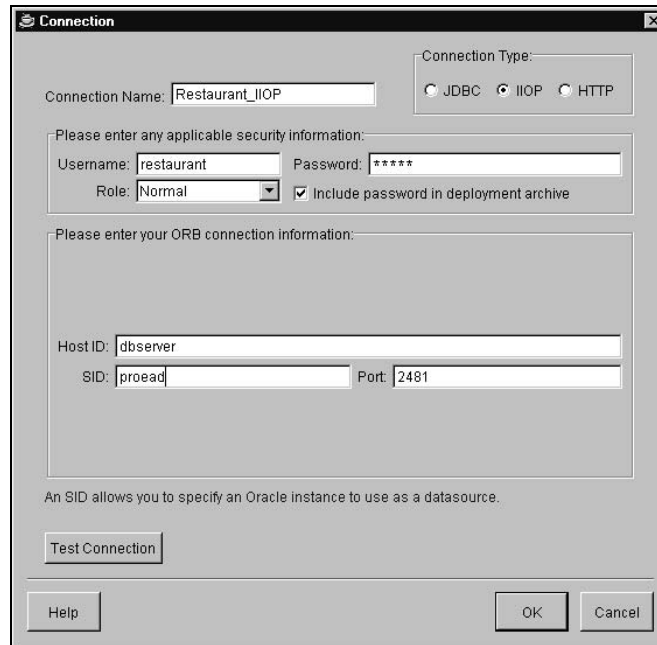 Connection
Connection Type:
Connection Name: Restaurant_IIOP
JDBC IIOP HTTP
Please enter any applicable security information:
Username: restaurant Password: *****
Role: Normal Include password in deployment archive
Please enter your ORB connection information:
Host ID: dbserver
SID: proead Port: 2481
An SID allows you to specify an Oracle instance to use as a datasource.
Test Connection
Help OK Cancel